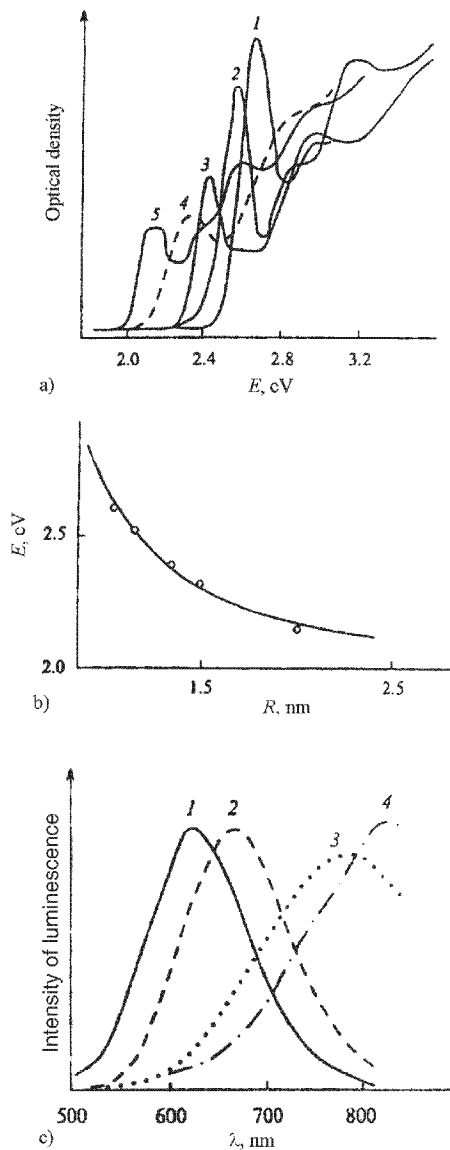 Optical density
1
2
3
4
5
2.0 2.4 2.8 3.2
a)
E, eV
E, eV
2.5
2.0
1.5 2.5
b)
R, nm
Intensity of luminescence
1 2 3 4
500 600 700 800
c)
λ, nm